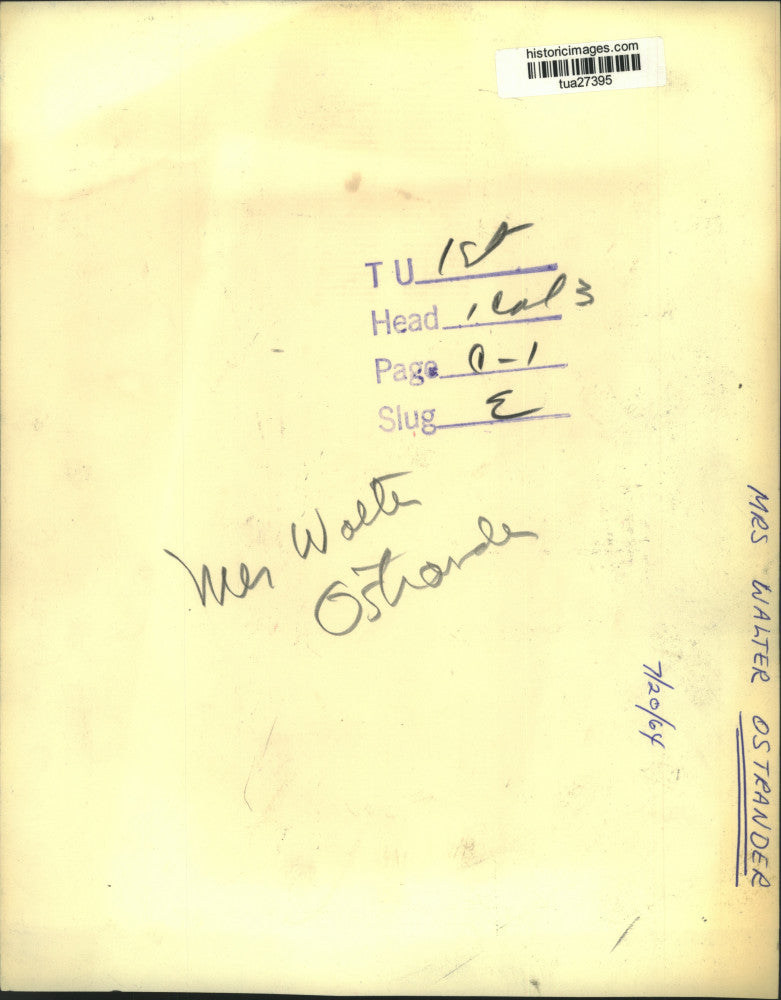 historicimages.com
tua27395
TU 1st
Head 1 Col 3
Page
Slug E
Mrs Walter
Ostrander
7/20/64
MRS WALTER OSTRANDER